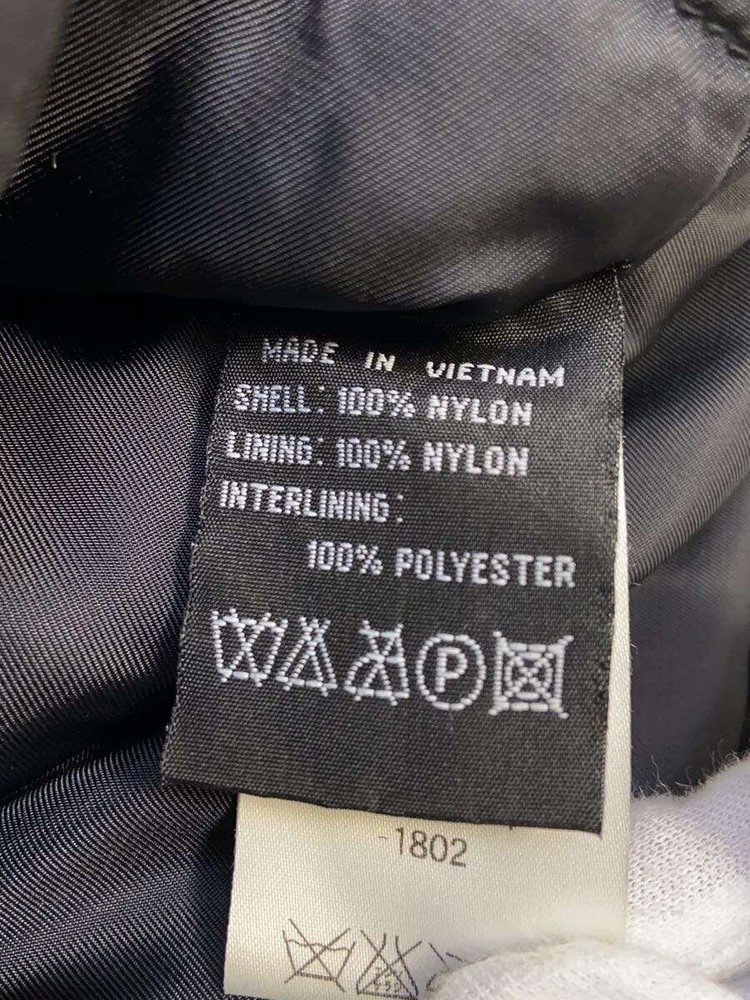 MADE IN VIETNAM
SHELL: 100% NYLON
LINING: 100% NYLON
INTERLINING:
100% POLYESTER
P
-1802